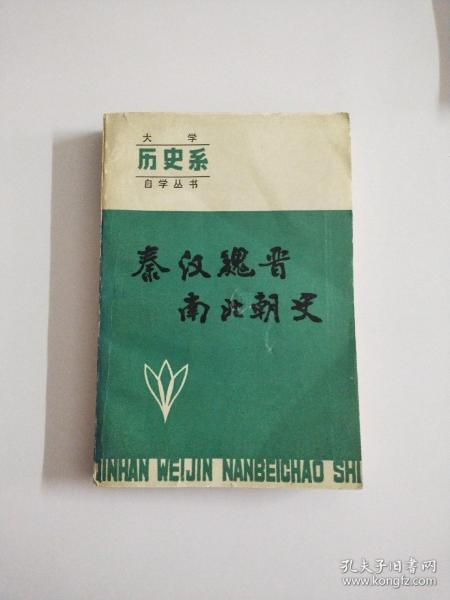 大学
历史系
自学丛书
秦汉魏晋
南北朝史
INHAN WEIJIN NANBEICHAO SHI
孔夫子旧书网
www.kongfz.com